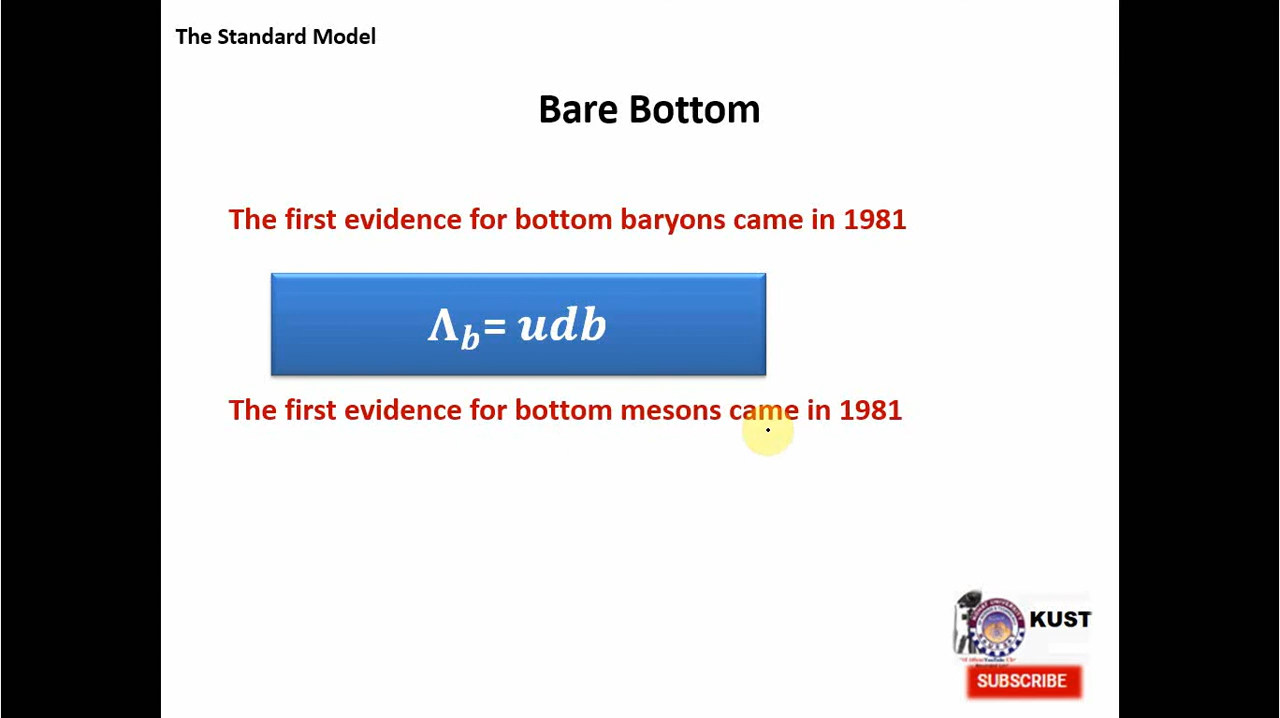 The Standard Model
Bare Bottom
The first evidence for bottom baryons came in 1981
Λb= udb
The first evidence for bottom mesons came in 1981
KUST
SUBSCRIBE